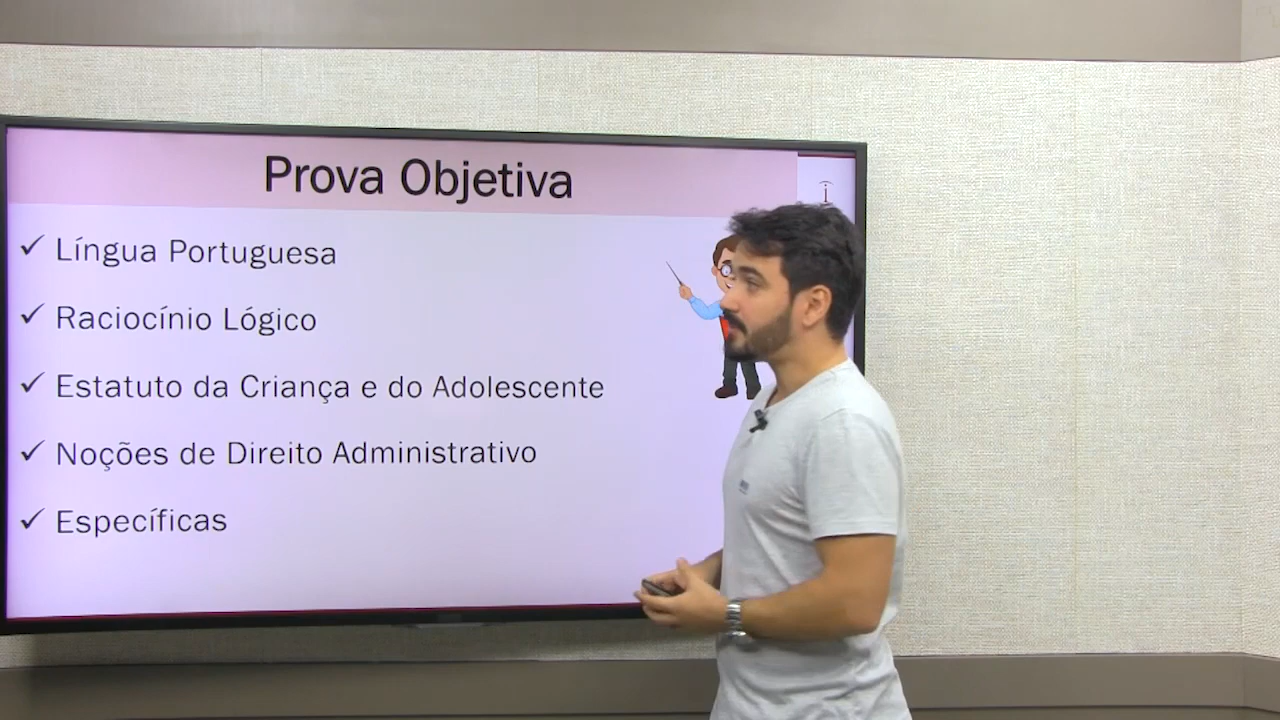 Prova Objetiva
Língua Portuguesa
Raciocínio Lógico
Estatuto da Criança e do Adolescente
Noções de Direito Administrativo
Específicas